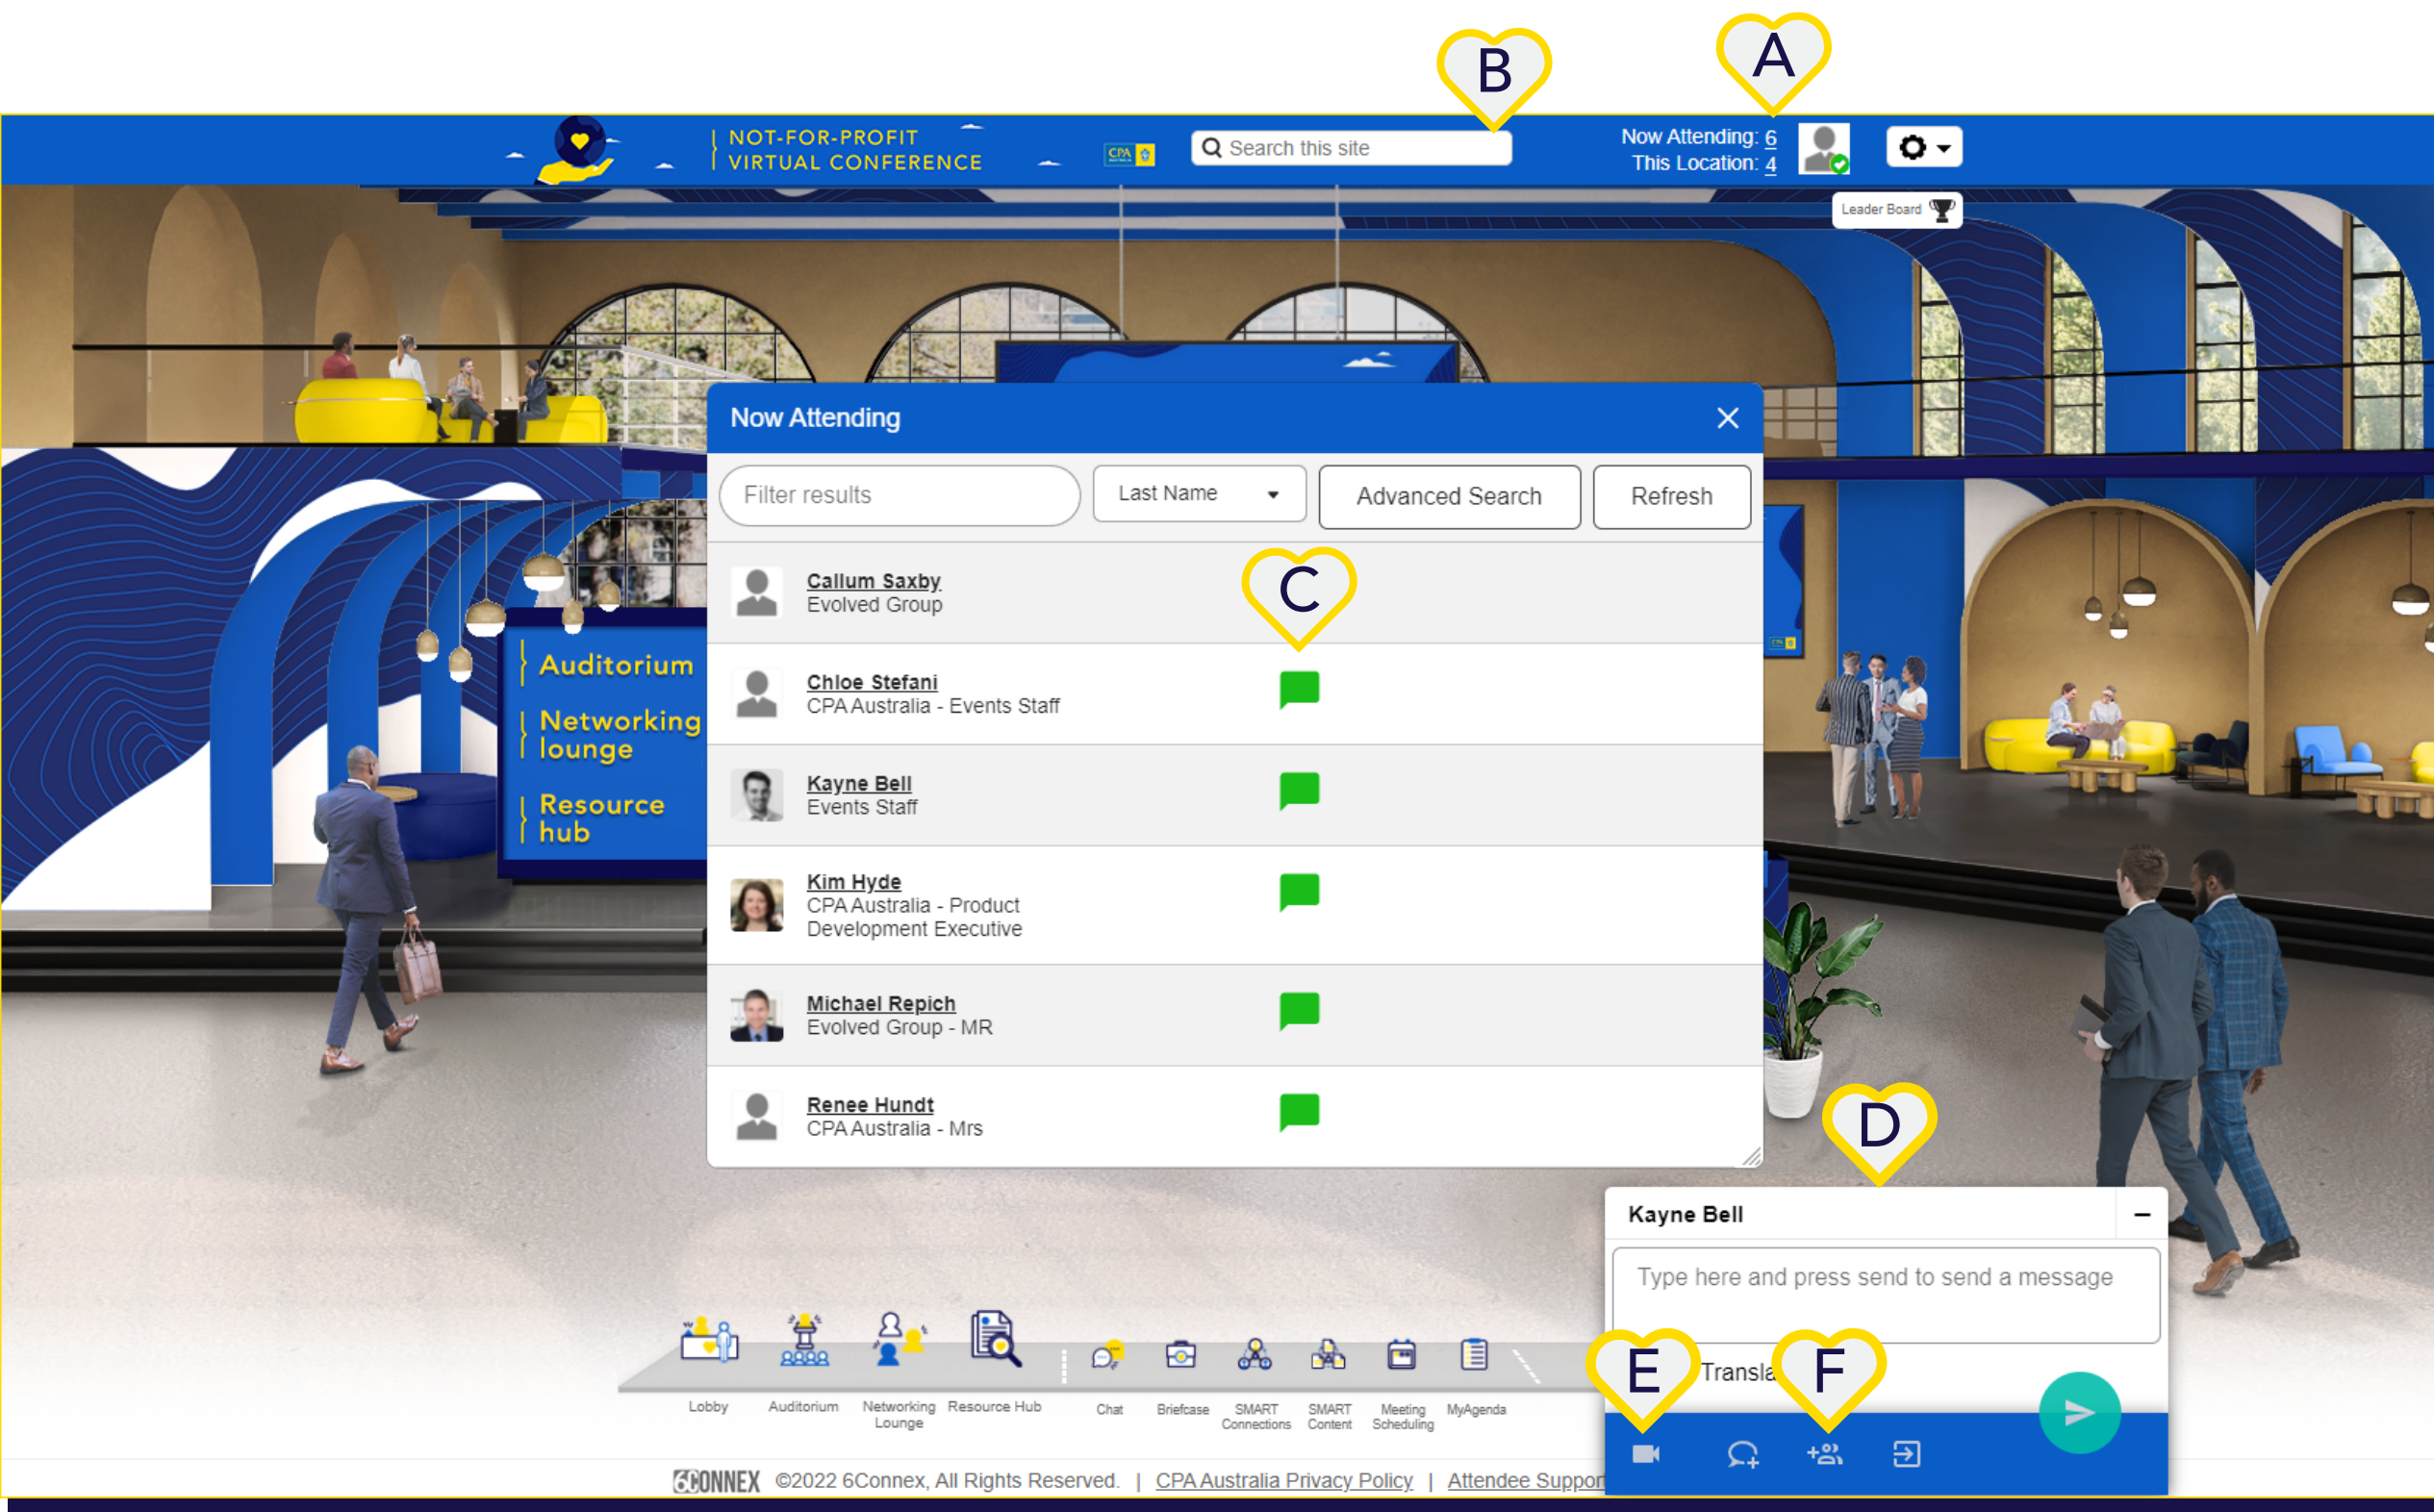 B
A
NOT-FOR-PROFIT
VIRTUAL CONFERENCE
CPA
Search this site
Now Attending: 6
This Location: 4
Leader Board
Now Attending
Filter results
Last Name
Advanced Search
Refresh
Callum Saxby
Evolved Group
C
Chloe Stefani
CPA Australia - Events Staff
Kayne Bell
Events Staff
Kim Hyde
CPA Australia - Product
Development Executive
Michael Repich
Evolved Group - MR
Renee Hundt
CPA Australia - Mrs
Auditorium
Networking
lounge
Resource
hub
D
Kayne Bell
Type here and press send to send a message
E
Transla
F
Lobby
Auditorium
Networking
Lounge
Resource Hub
Chat
Briefcase
SMART
Connections
SMART
Content
Meeting
Scheduling
MyAgenda
6CONNEX ©2022 6Connex, All Rights Reserved. | CPA Australia Privacy Policy | Attendee Support